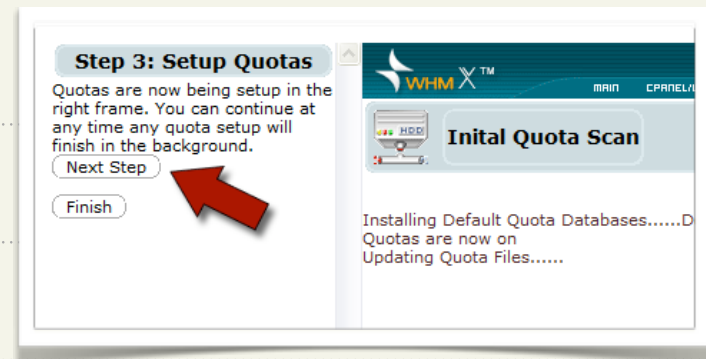 Step 3: Setup Quotas
Quotas are now being setup in the
right frame. You can continue at
any time any quota setup will
finish in the background.
Next Step
Finish
WHM X ™
MAIN
HDD
Inital Quota Scan
Installing Default Quota Databases......D
Quotas are now on
Updating Quota Files......